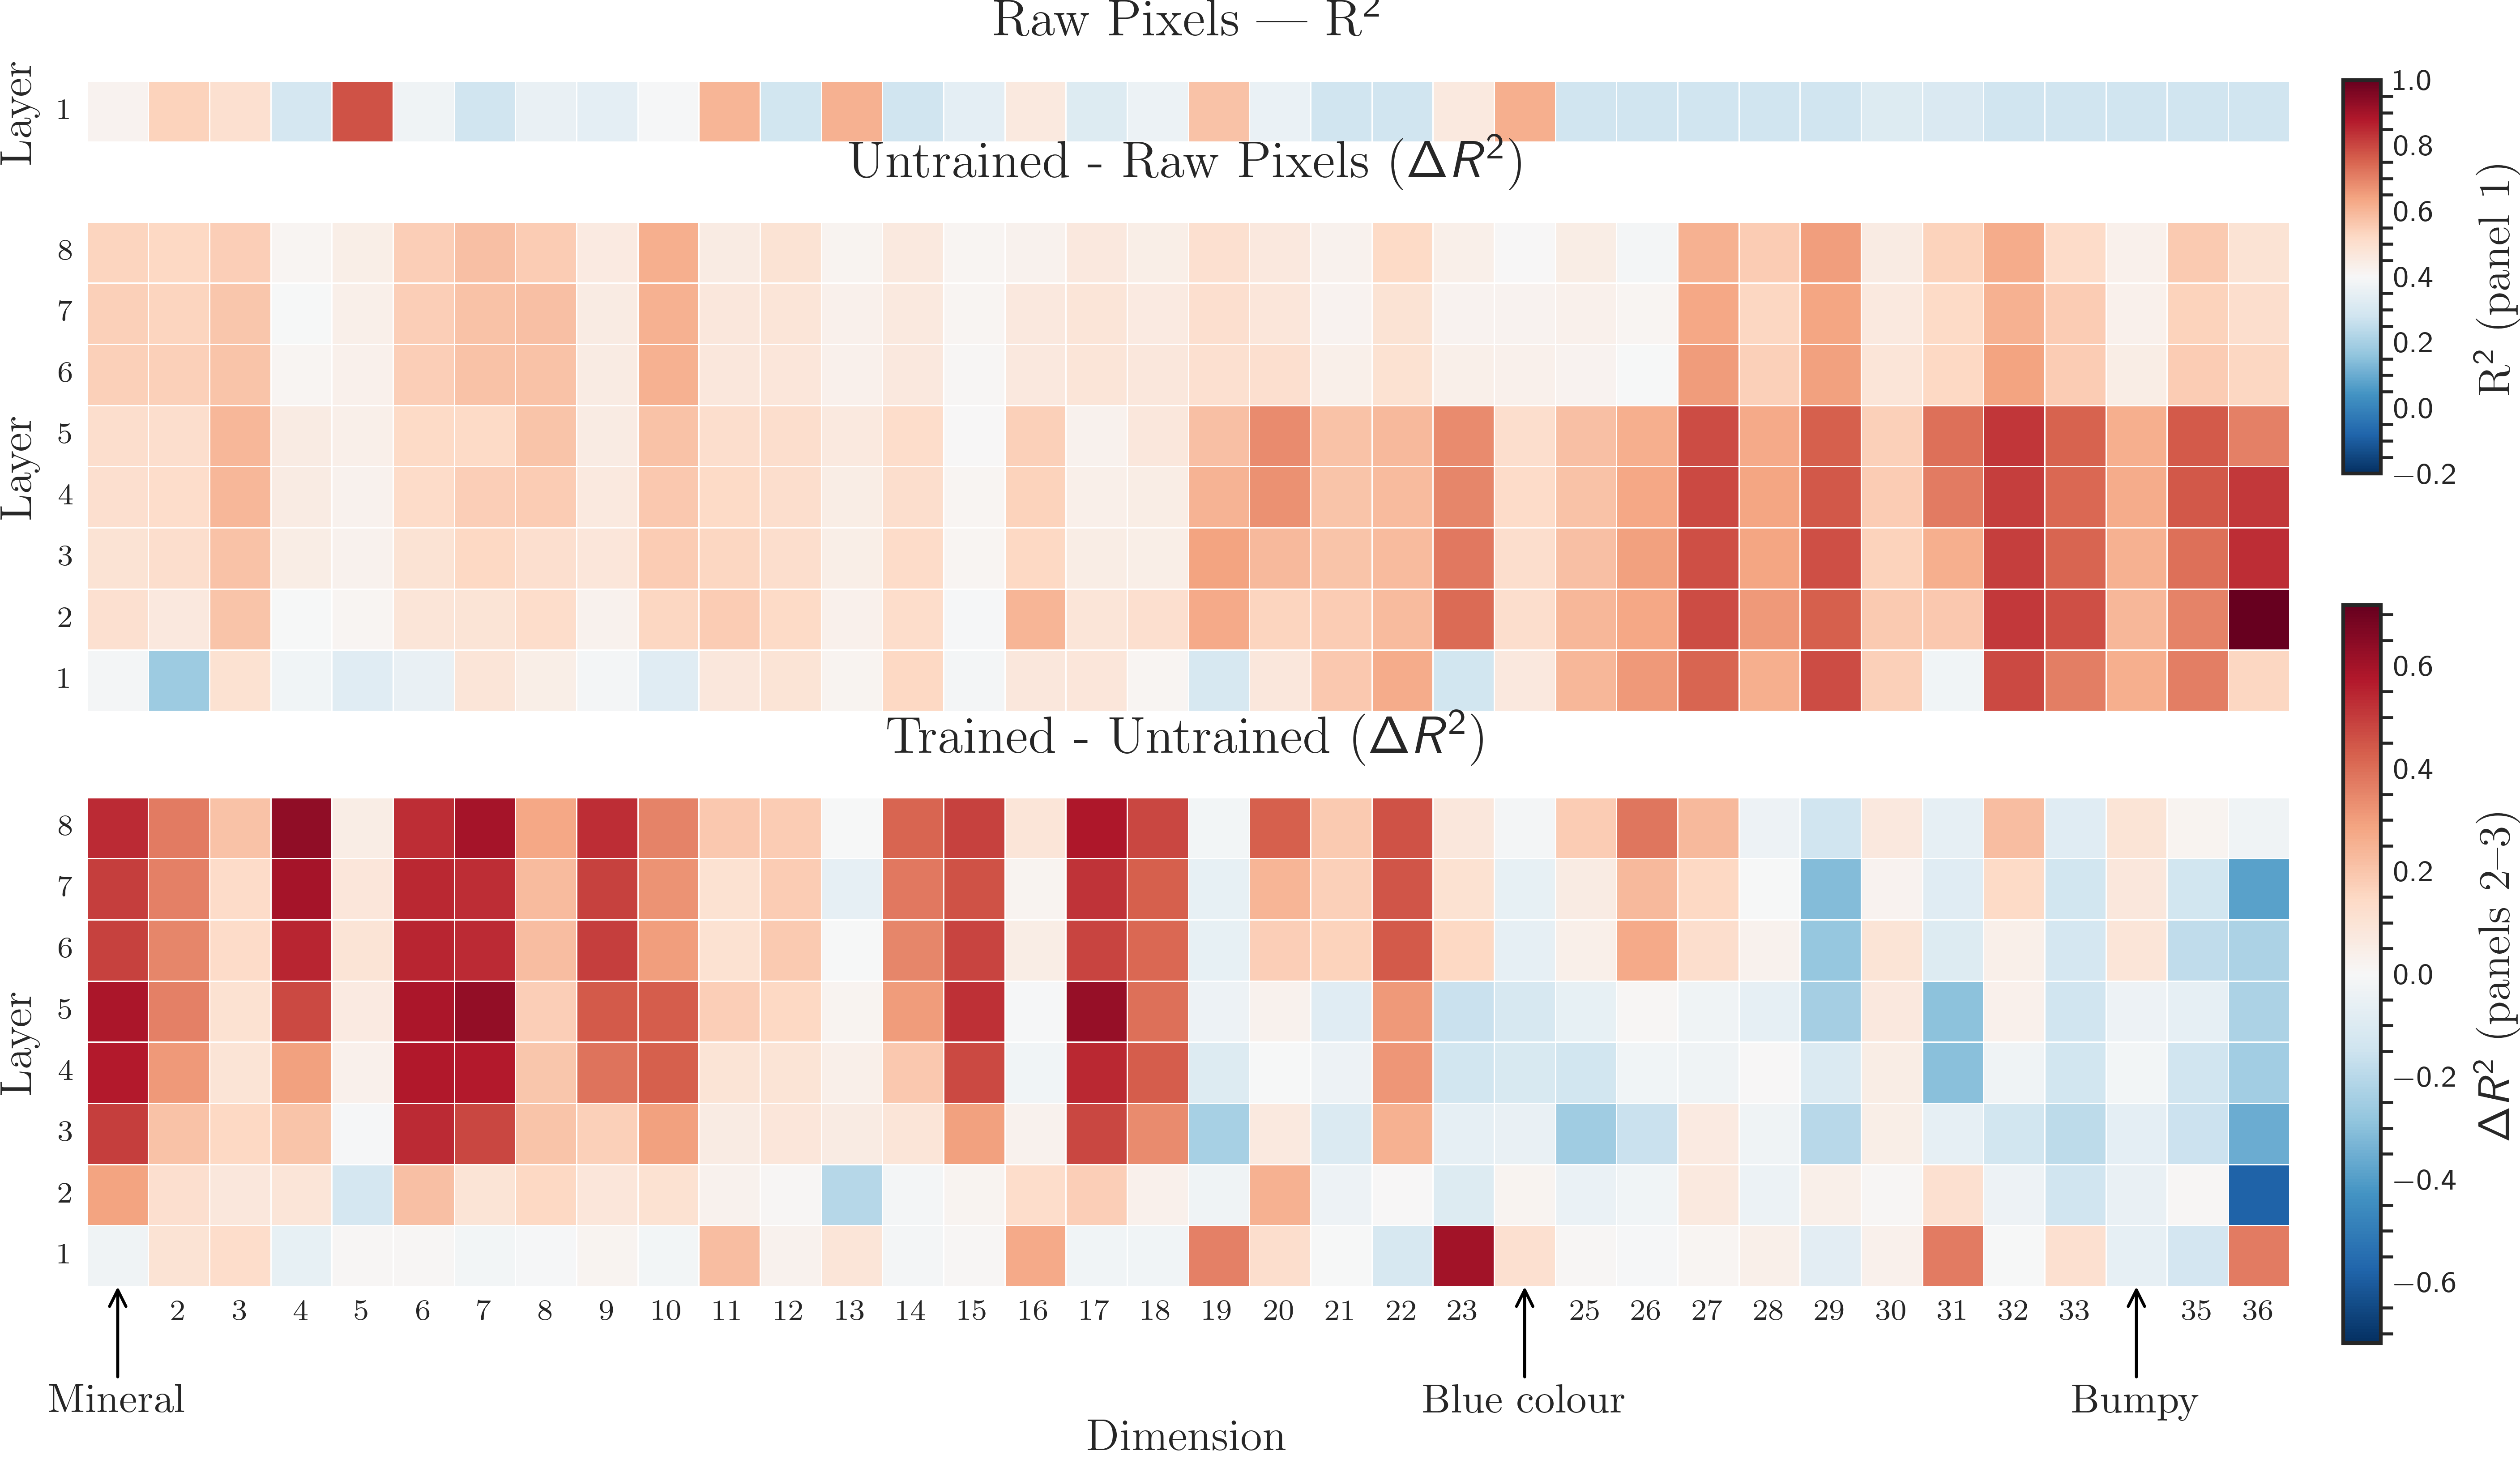 Raw Pixels — R²
Layer
1
1.0
0.8
0.6
0.4
0.2
0.0
−0.2
R² (panel 1)
Untrained - Raw Pixels (ΔR²)
Layer
8
7
6
5
4
3
2
1
Trained - Untrained (ΔR²)
Layer
8
7
6
5
4
3
2
1
0.6
0.4
0.2
0.0
−0.2
−0.4
−0.6
ΔR² (panels 2–3)
2 3 4 5 6 7 8 9 10 11 12 13 14 15 16 17 18 19 20 21 22 23 25 26 27 28 29 30 31 32 33 35 36
Mineral Blue colour Bumpy
Dimension